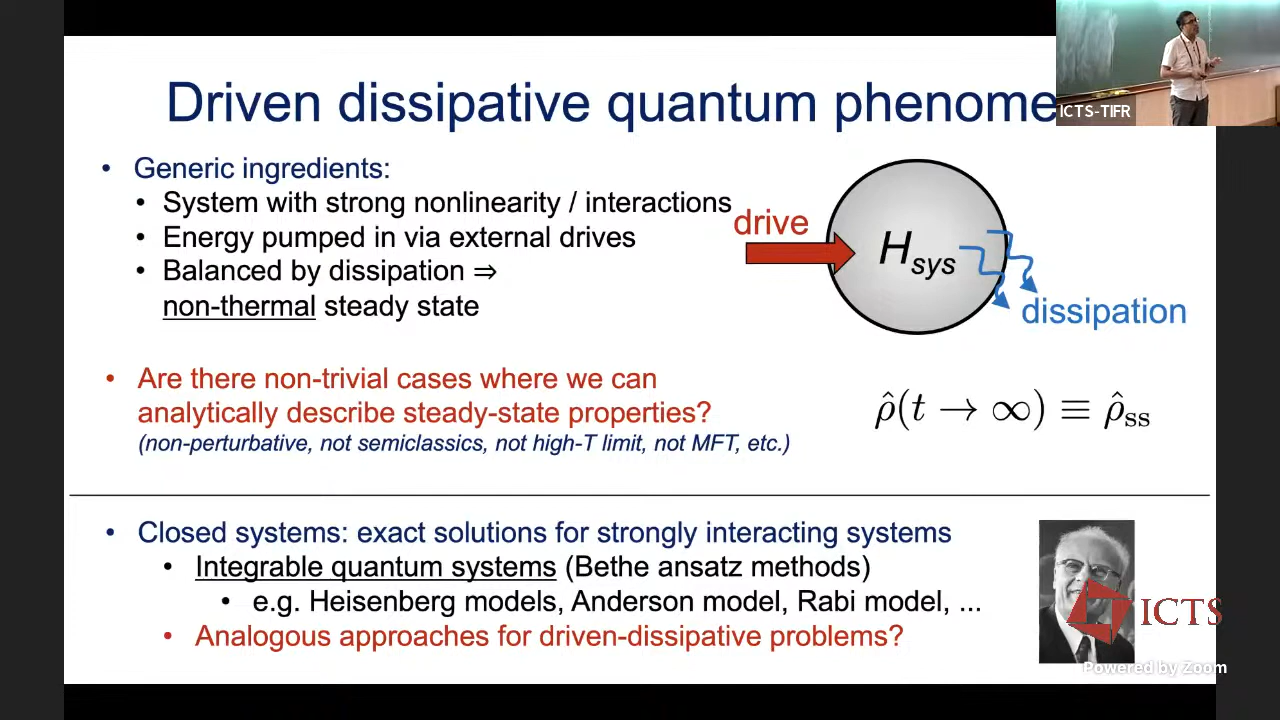 Driven dissipative quantum phenome
ICTS-TIFR
• Generic ingredients:
• System with strong nonlinearity / interactions
• Energy pumped in via external drives
• Balanced by dissipation ⇒
non-thermal steady state
drive
H_sys
dissipation
• Are there non-trivial cases where we can
analytically describe steady-state properties?
(non-perturbative, not semiclassics, not high-T limit, not MFT, etc.)
ρ̂(t → ∞) ≡ ρ̂_ss
• Closed systems: exact solutions for strongly interacting systems
• Integrable quantum systems (Bethe ansatz methods)
• e.g. Heisenberg models, Anderson model, Rabi model, ...
• Analogous approaches for driven-dissipative problems?
ICTS
Powered by Zoom